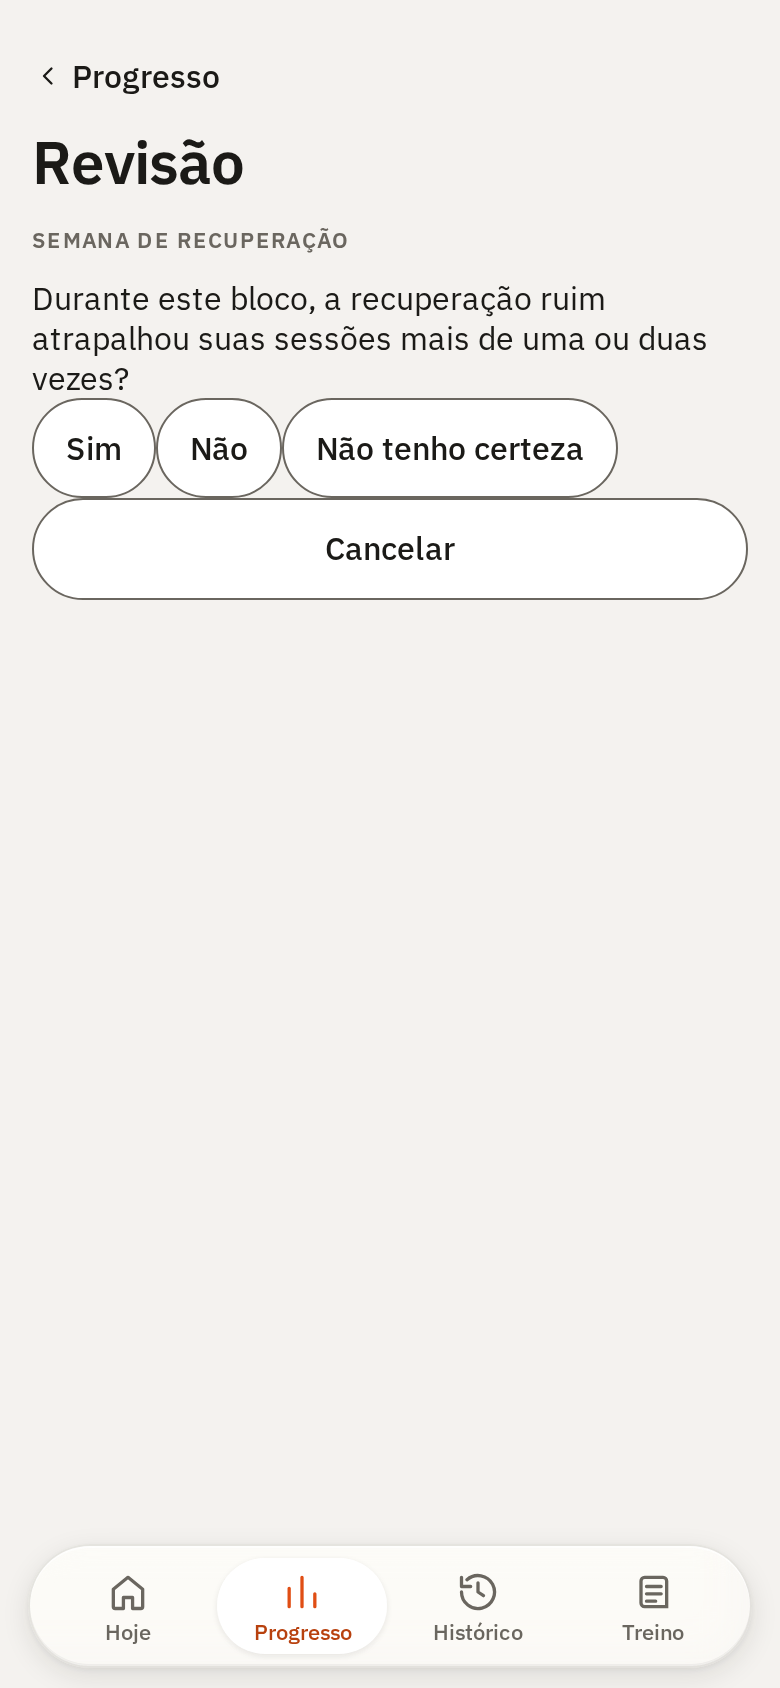 Progresso
Revisão
SEMANA DE RECUPERAÇÃO
Durante este bloco, a recuperação ruim
atrapalhou suas sessões mais de uma ou duas
vezes?
Sim Não Não tenho certeza
Cancelar
Hoje Progresso Histórico Treino